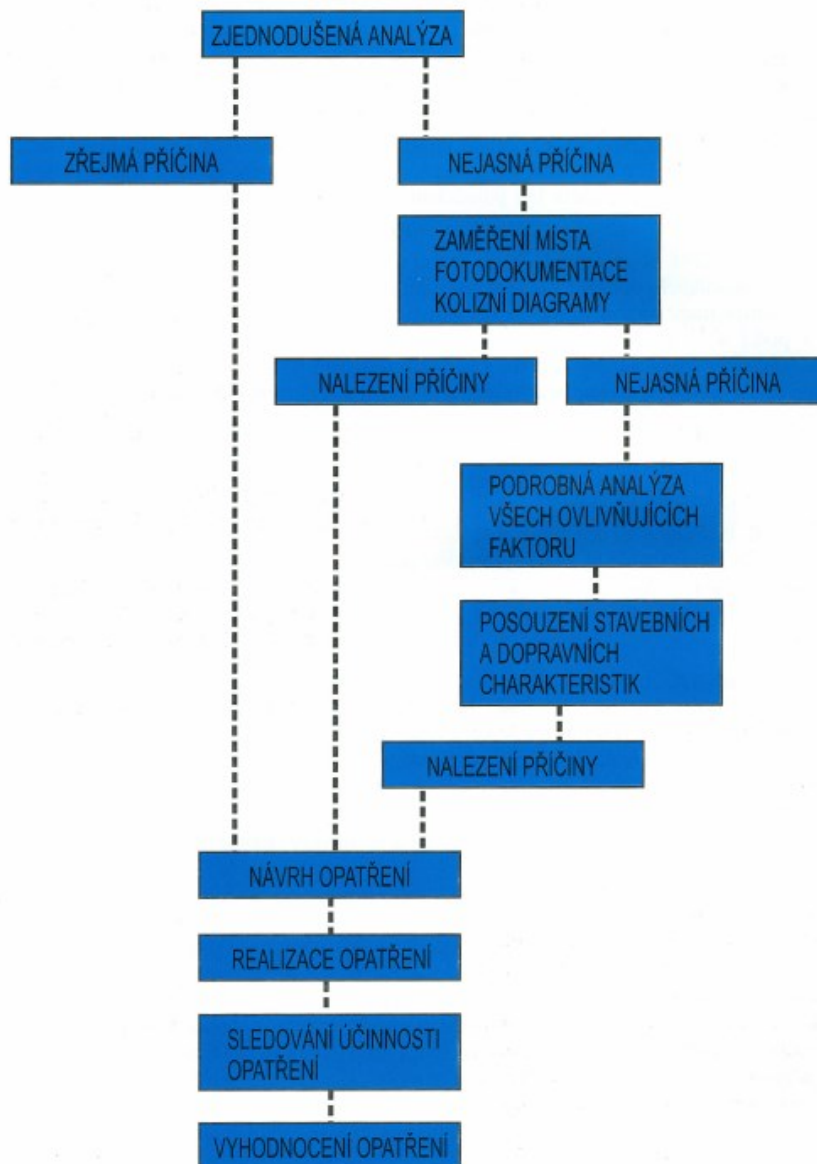 ZJEDNODUŠENÁ ANALÝZA
ZŘEJMÁ PŘÍČINA
NEJASNÁ PŘÍČINA
ZAMĚŘENÍ MÍSTA
FOTODOKUMENTACE
KOLIZNÍ DIAGRAMY
NALEZENÍ PŘÍČINY
NEJASNÁ PŘÍČINA
PODROBNÁ ANALÝZA
VŠECH OVLIVŇUJÍCÍCH
FAKTORU
POSOUZENÍ STAVEBNÍCH
A DOPRAVNÍCH
CHARAKTERISTIK
NALEZENÍ PŘÍČINY
NÁVRH OPATŘENÍ
REALIZACE OPATŘENÍ
SLEDOVÁNÍ ÚČINNOSTI
OPATŘENÍ
VYHODNOCENÍ OPATŘENÍ